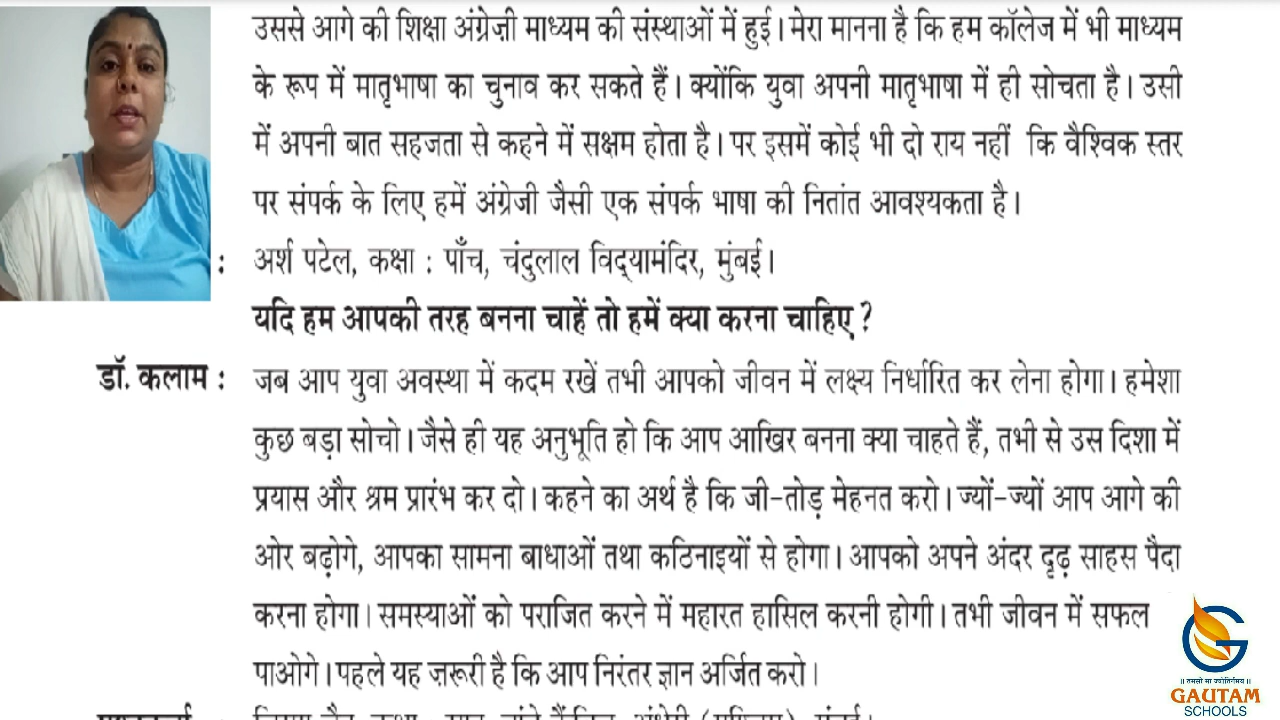 उससे आगे की शिक्षा अंग्रेज़ी माध्यम की संस्थाओं में हुई। मेरा मानना है कि हम कॉलेज में भी माध्यम
के रूप में मातृभाषा का चुनाव कर सकते हैं। क्योंकि युवा अपनी मातृभाषा में ही सोचता है। उसी
में अपनी बात सहजता से कहने में सक्षम होता है। पर इसमें कोई भी दो राय नहीं कि वैश्विक स्तर
पर संपर्क के लिए हमें अंग्रेजी जैसी एक संपर्क भाषा की नितांत आवश्यकता है।
: अर्श पटेल, कक्षा : पाँच, चंदुलाल विद्यामंदिर, मुंबई।
यदि हम आपकी तरह बनना चाहें तो हमें क्या करना चाहिए ?
डॉ. कलाम : जब आप युवा अवस्था में कदम रखें तभी आपको जीवन में लक्ष्य निर्धारित कर लेना होगा। हमेशा
कुछ बड़ा सोचो। जैसे ही यह अनुभूति हो कि आप आखिर बनना क्या चाहते हैं, तभी से उस दिशा में
प्रयास और श्रम प्रारंभ कर दो। कहने का अर्थ है कि जी-तोड़ मेहनत करो। ज्यों-ज्यों आप आगे की
ओर बढ़ोगे, आपका सामना बाधाओं तथा कठिनाइयों से होगा। आपको अपने अंदर दृढ़ साहस पैदा
करना होगा। समस्याओं को पराजित करने में महारत हासिल करनी होगी। तभी जीवन में सफल
पाओगे। पहले यह ज़रूरी है कि आप निरंतर ज्ञान अर्जित करो।
॥ तमसो मा ज्योतिर्गमय ॥
GAUTAM
SCHOOLS